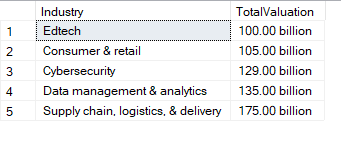 Industry TotalValuation
1 Edtech 100.00 billion
2 Consumer & retail 105.00 billion
3 Cybersecurity 129.00 billion
4 Data management & analytics 135.00 billion
5 Supply chain, logistics, & delivery 175.00 billion